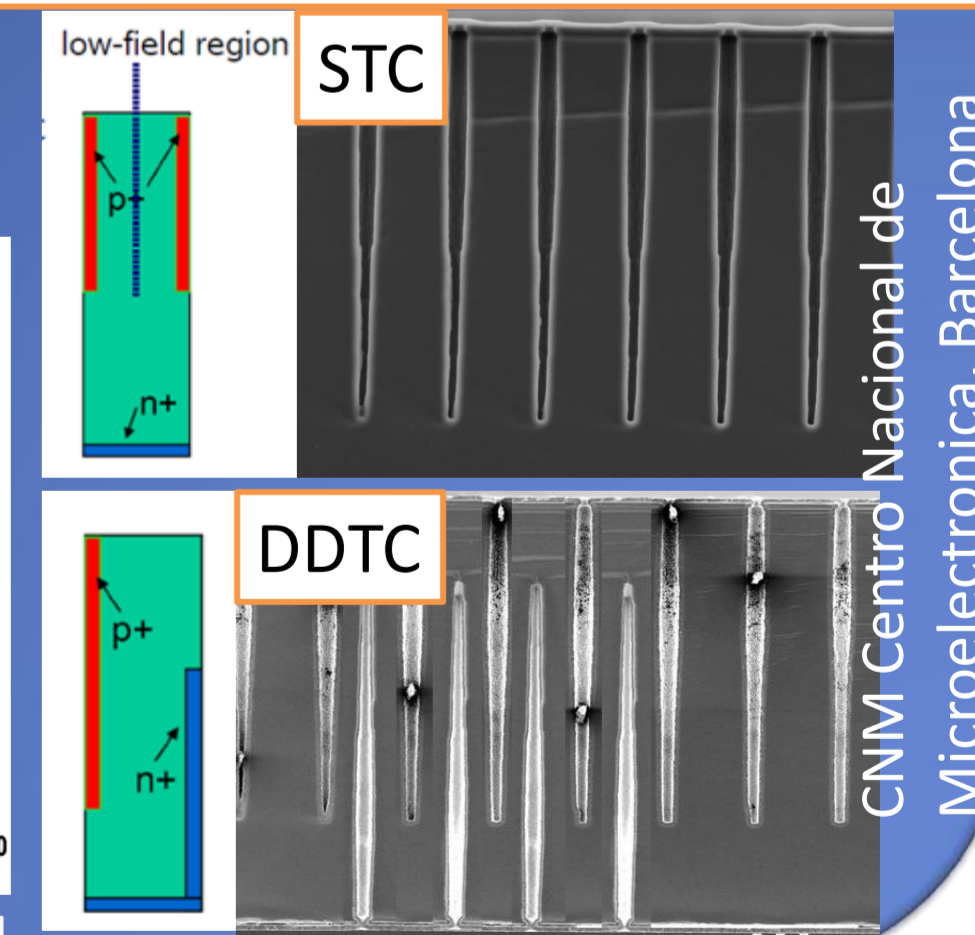 low-field region
STC
p+
n+
DDTC
p+
n+
CNM Centro Nacional de
Microelectronica, Barcelona